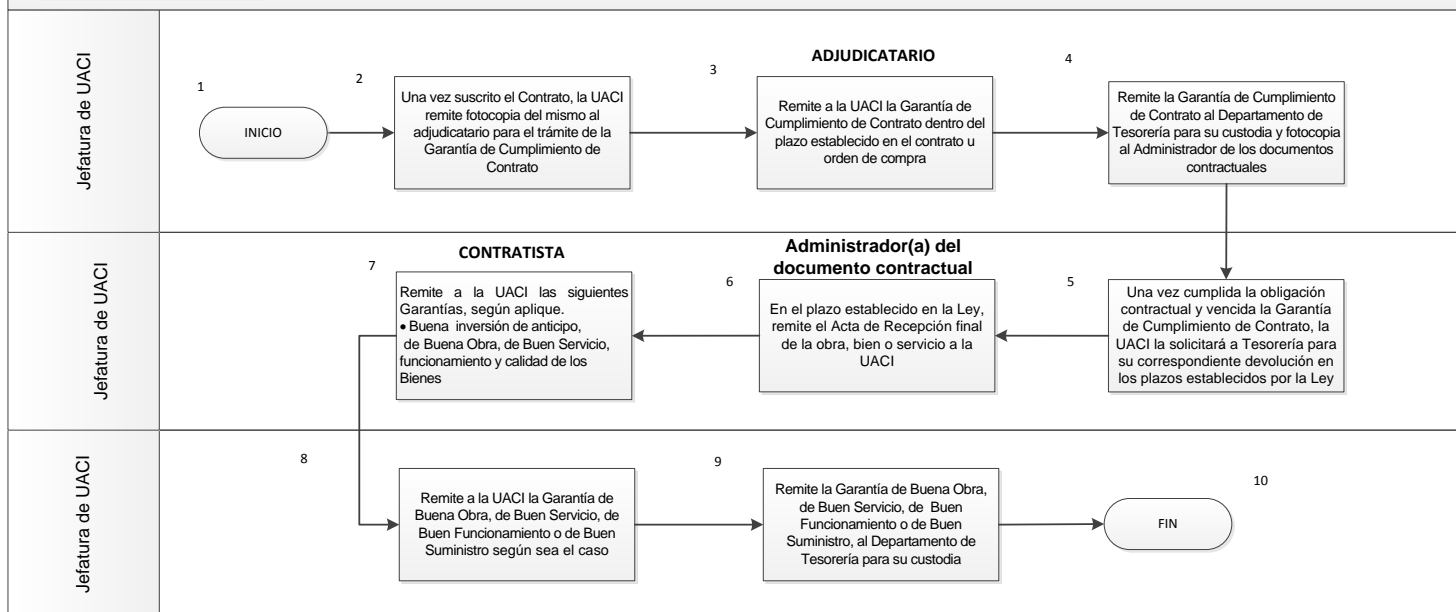 Jefatura de UACI
1
INICIO
2
Una vez suscrito el Contrato, la UACI
remite fotocopia del mismo al
adjudicatario para el trámite de la
Garantía de Cumplimiento de
Contrato
3
ADJUDICATARIO
Remite a la UACI la Garantía de
Cumplimiento de Contrato dentro del
plazo establecido en el contrato u
orden de compra
4
Remite la Garantía de Cumplimiento
de Contrato al Departamento de
Tesorería para su custodia y fotocopia
al Administrador de los documentos
contractuales
Jefatura de UACI
5
Una vez cumplida la obligación
contractual y vencida la Garantía
de Cumplimiento de Contrato, la
UACI la solicitará a Tesorería para
su correspondiente devolución en
los plazos establecidos por la Ley
Administrador(a) del
documento contractual
6
En el plazo establecido en la Ley,
remite el Acta de Recepción final
de la obra, bien o servicio a la
UACI
CONTRATISTA
7
Remite a la UACI las siguientes
Garantías, según aplique.
• Buena inversión de anticipo,
de Buena Obra, de Buen Servicio,
funcionamiento y calidad de los
Bienes
Jefatura de UACI
8
Remite a la UACI la Garantía de
Buena Obra, de Buen Servicio, de
Buen Funcionamiento o de Buen
Suministro según sea el caso
9
Remite la Garantía de Buena Obra,
de Buen Servicio, de Buen
Funcionamiento o de Buen
Suministro, al Departamento de
Tesorería para su custodia
10
FIN